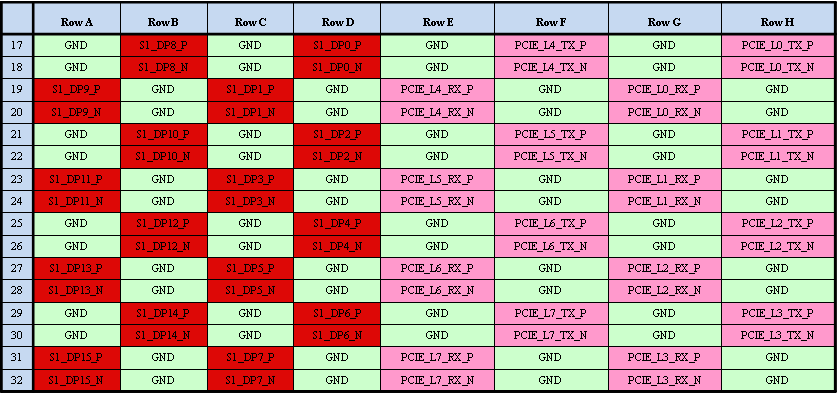 Row A Row B Row C Row D Row E Row F Row G Row H
17 GND S1_DP8_P GND S1_DP0_P GND PCIE_L4_TX_P GND PCIE_L0_TX_P
18 GND S1_DP8_N GND S1_DP0_N GND PCIE_L4_TX_N GND PCIE_L0_TX_N
19 S1_DP9_P GND S1_DP1_P GND PCIE_L4_RX_P GND PCIE_L0_RX_P GND
20 S1_DP9_N GND S1_DP1_N GND PCIE_L4_RX_N GND PCIE_L0_RX_N GND
21 GND S1_DP10_P GND S1_DP2_P GND PCIE_L5_TX_P GND PCIE_L1_TX_P
22 GND S1_DP10_N GND S1_DP2_N GND PCIE_L5_TX_N GND PCIE_L1_TX_N
23 S1_DP11_P GND S1_DP3_P GND PCIE_L5_RX_P GND PCIE_L1_RX_P GND
24 S1_DP11_N GND S1_DP3_N GND PCIE_L5_RX_N GND PCIE_L1_RX_N GND
25 GND S1_DP12_P GND S1_DP4_P GND PCIE_L6_TX_P GND PCIE_L2_TX_P
26 GND S1_DP12_N GND S1_DP4_N GND PCIE_L6_TX_N GND PCIE_L2_TX_N
27 S1_DP13_P GND S1_DP5_P GND PCIE_L6_RX_P GND PCIE_L2_RX_P GND
28 S1_DP13_N GND S1_DP5_N GND PCIE_L6_RX_N GND PCIE_L2_RX_N GND
29 GND S1_DP14_P GND S1_DP6_P GND PCIE_L7_TX_P GND PCIE_L3_TX_P
30 GND S1_DP14_N GND S1_DP6_N GND PCIE_L7_TX_N GND PCIE_L3_TX_N
31 S1_DP15_P GND S1_DP7_P GND PCIE_L7_RX_P GND PCIE_L3_RX_P GND
32 S1_DP15_N GND S1_DP7_N GND PCIE_L7_RX_N GND PCIE_L3_RX_N GND